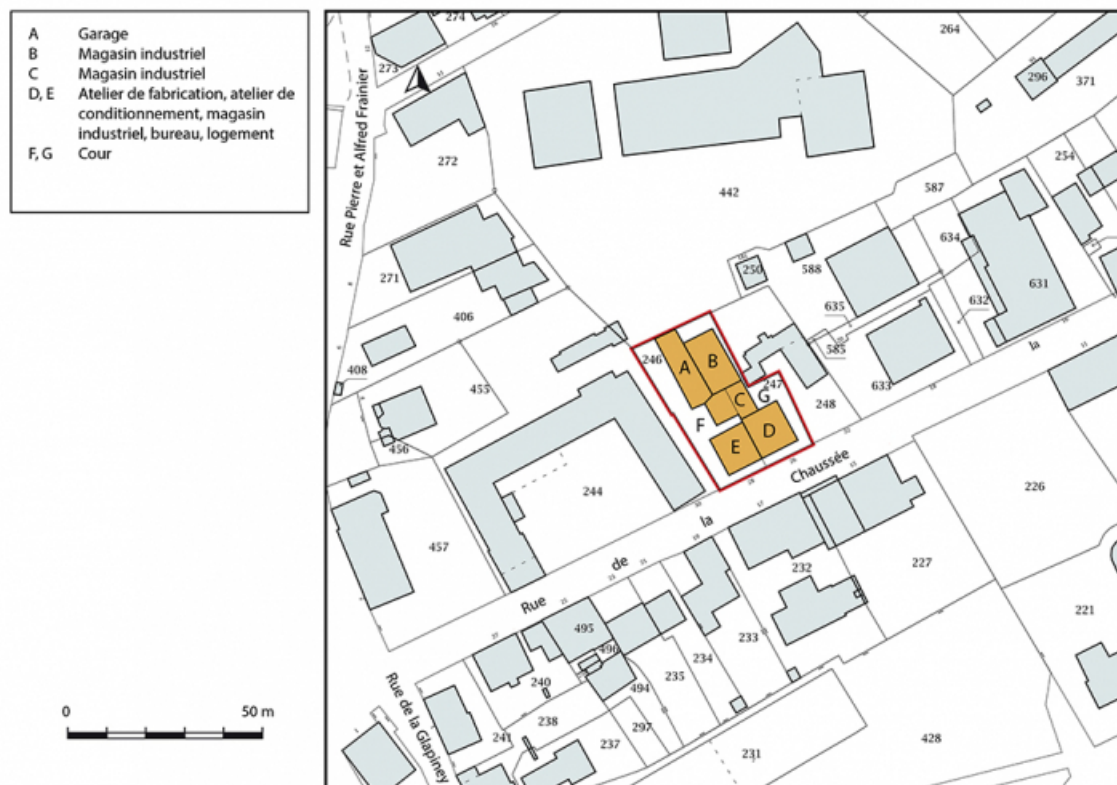 A Garage
B Magasin industriel
C Magasin industriel
D, E Atelier de fabrication, atelier de
conditionnement, magasin
industriel, bureau, logement
F, G Cour
0 50 m
Rue Pierre et Alfred Frainier
274
273
264
296
371
272
442
254
587
634
250
588
271
635
632
631
406
246
A
B
585
408
247
C
G
633
455
248
F
D
E
456
244
Rue de la Chaussée
la
226
457
232
227
495
496
233
221
240
234
235
494
Rue de la Glapiney
241
238
297
237
231
428